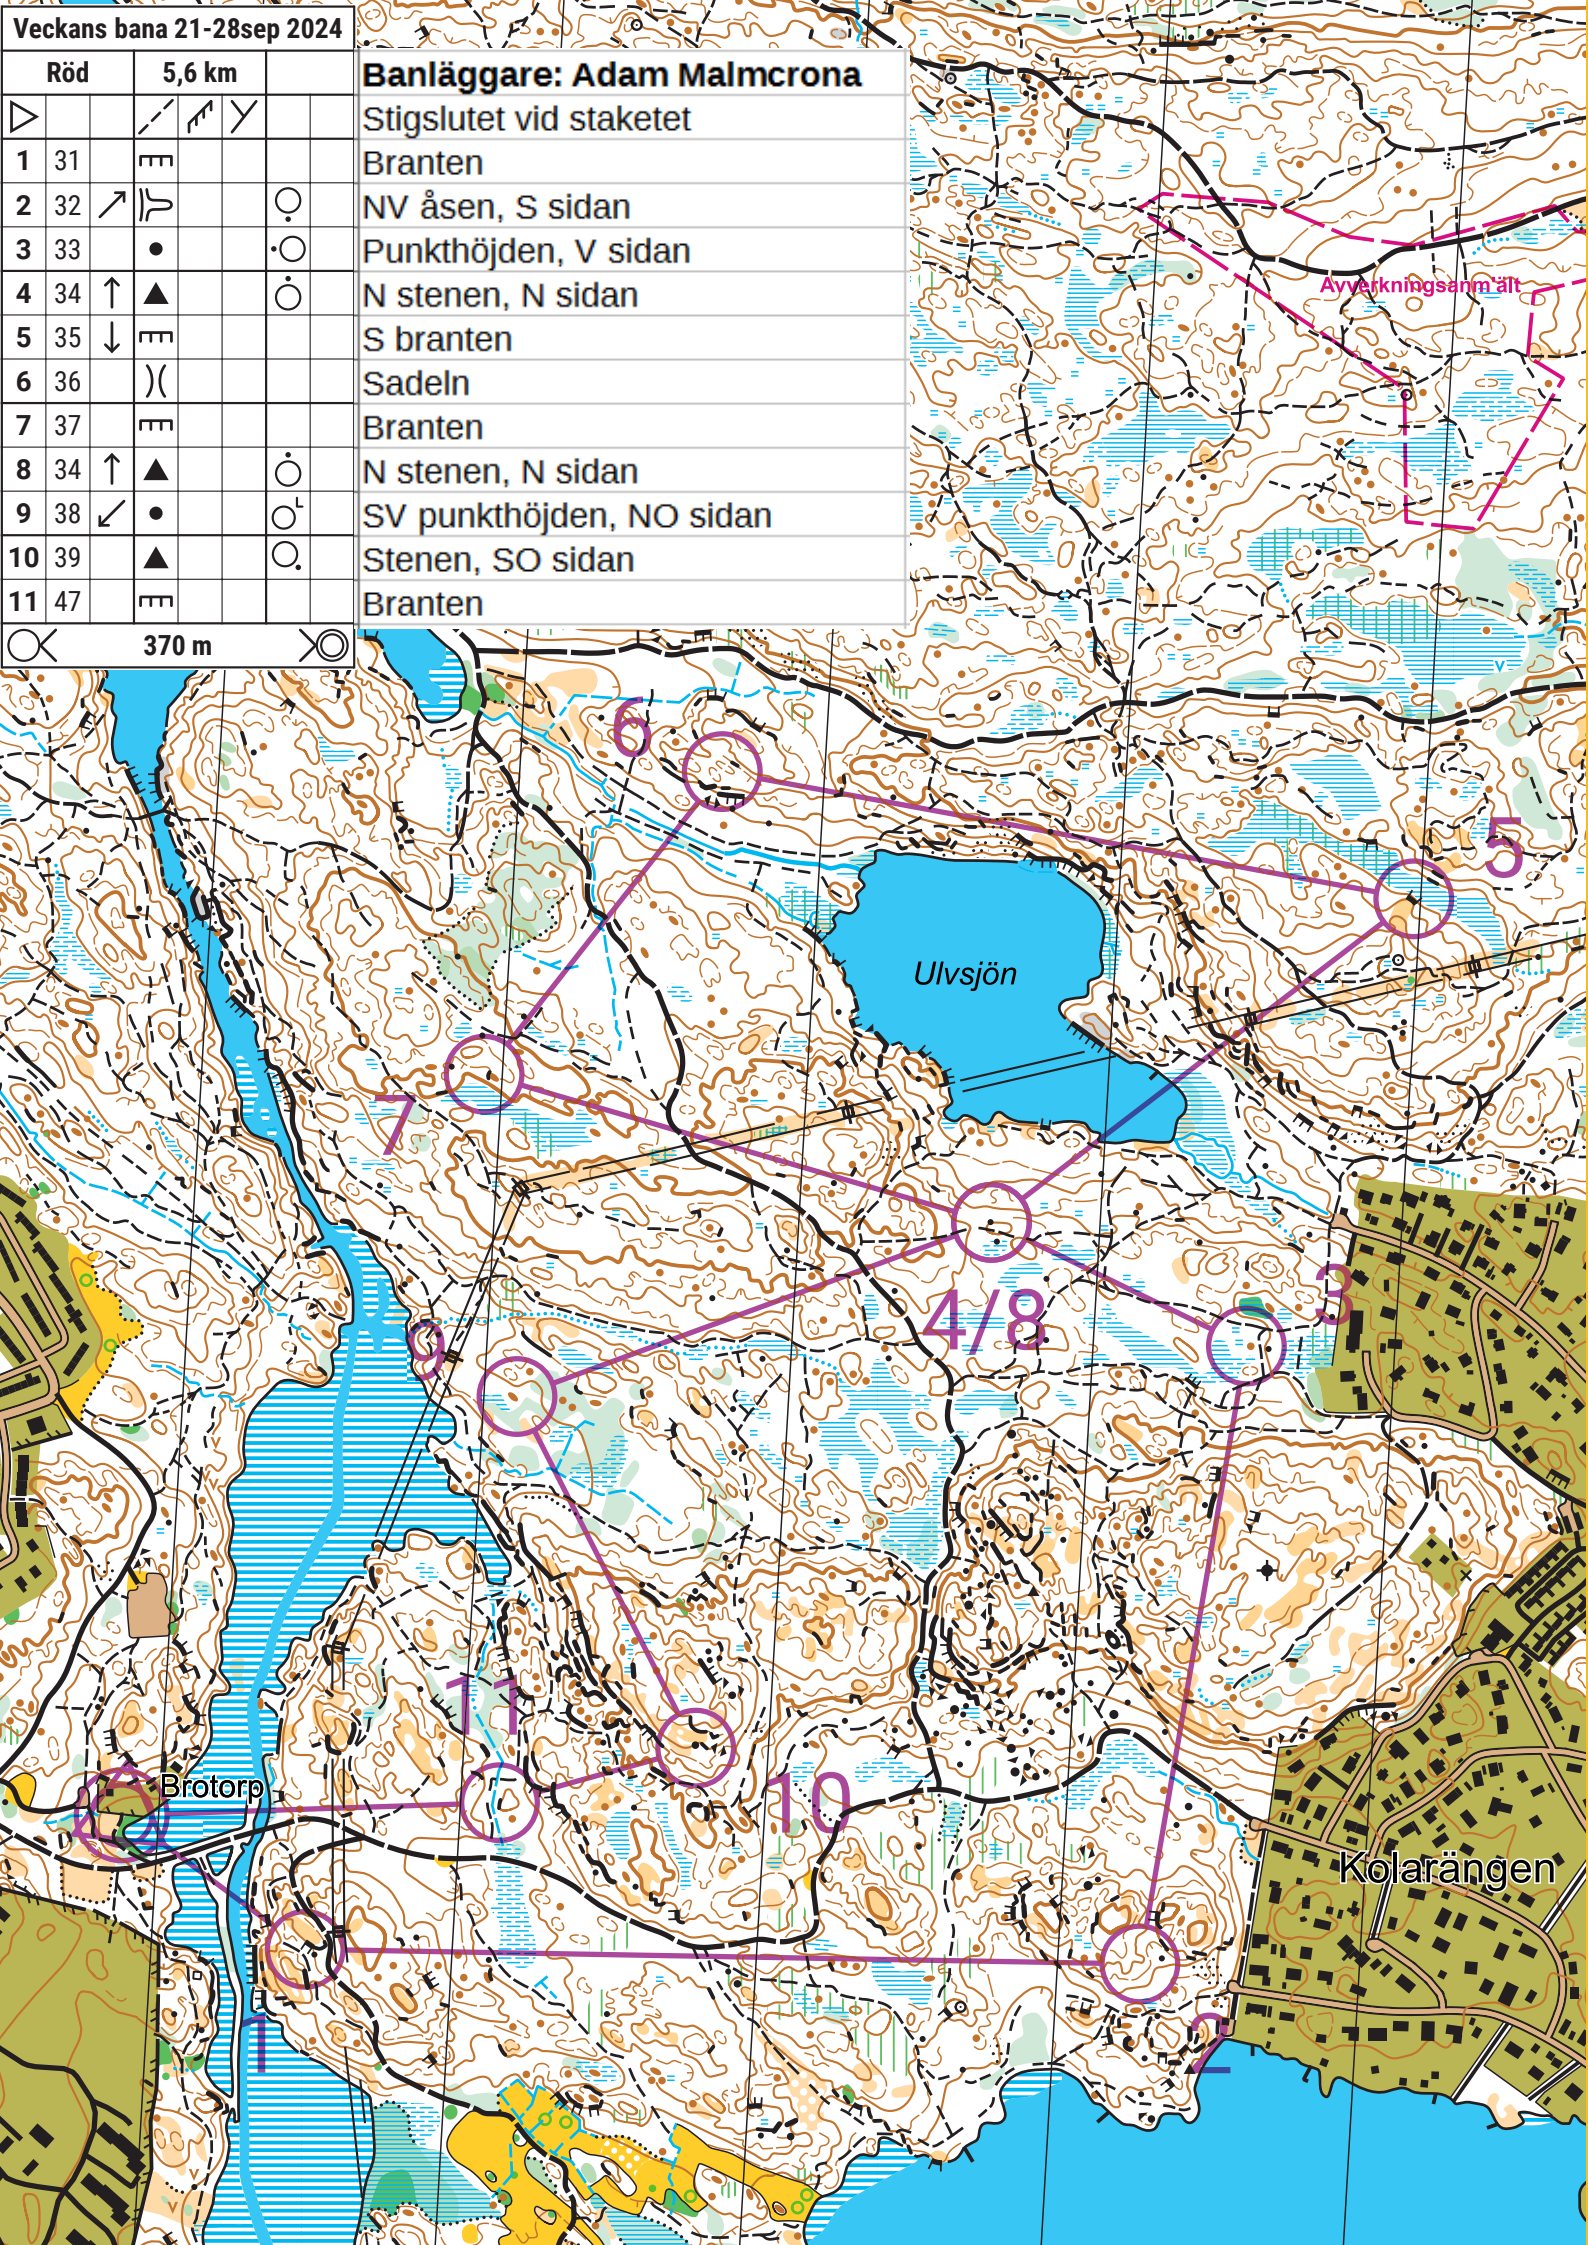 Veckans bana 21-28sep 2024
Röd 5,6 km Banläggare: Adam Malmcrona
Stigslutet vid staketet
1 31 Branten
2 32 NV åsen, S sidan
3 33 Punkthöjden, V sidan
4 34 N stenen, N sidan
5 35 S branten
6 36 Sadeln
7 37 Branten
8 34 N stenen, N sidan
9 38 SV punkthöjden, NO sidan
10 39 Stenen, SO sidan
11 47 Branten
370 m
Avverkningsanm'ält
6
5
Ulvsjön
7
3
4/8
9
11
Brotorp
10
Kolarängen
1
2